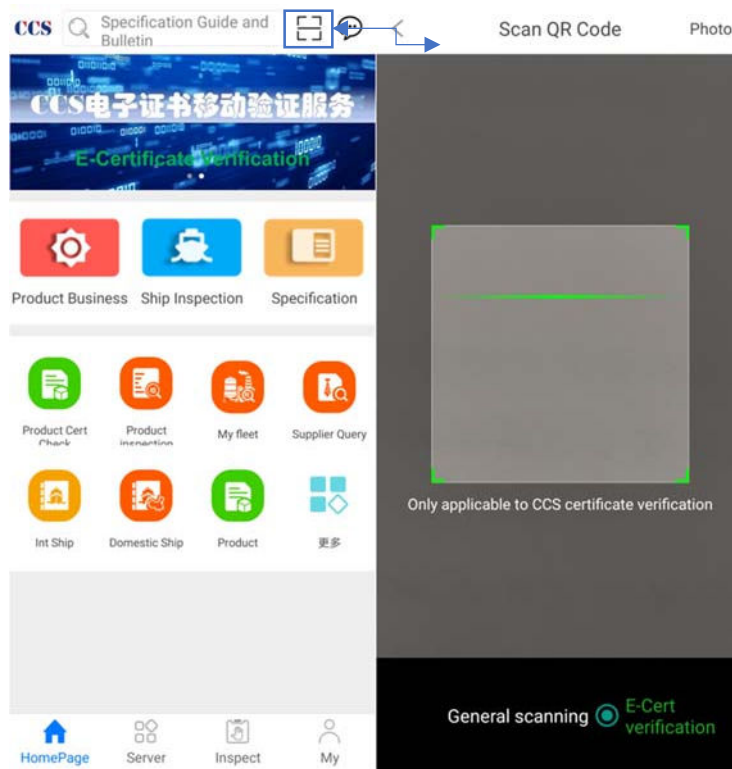 CCS
Specification Guide and
Bulletin
CCS电子证书移动验证服务
E-Certificate Verification
Product Business
Ship Inspection
Specification
Product Cert
Check
Product
inspection
My fleet
Supplier Query
Int Ship
Domestic Ship
Product
更多
HomePage
Server
Inspect
My
Scan QR Code
Photo
Only applicable to CCS certificate verification
General scanning
E-Cert
verification